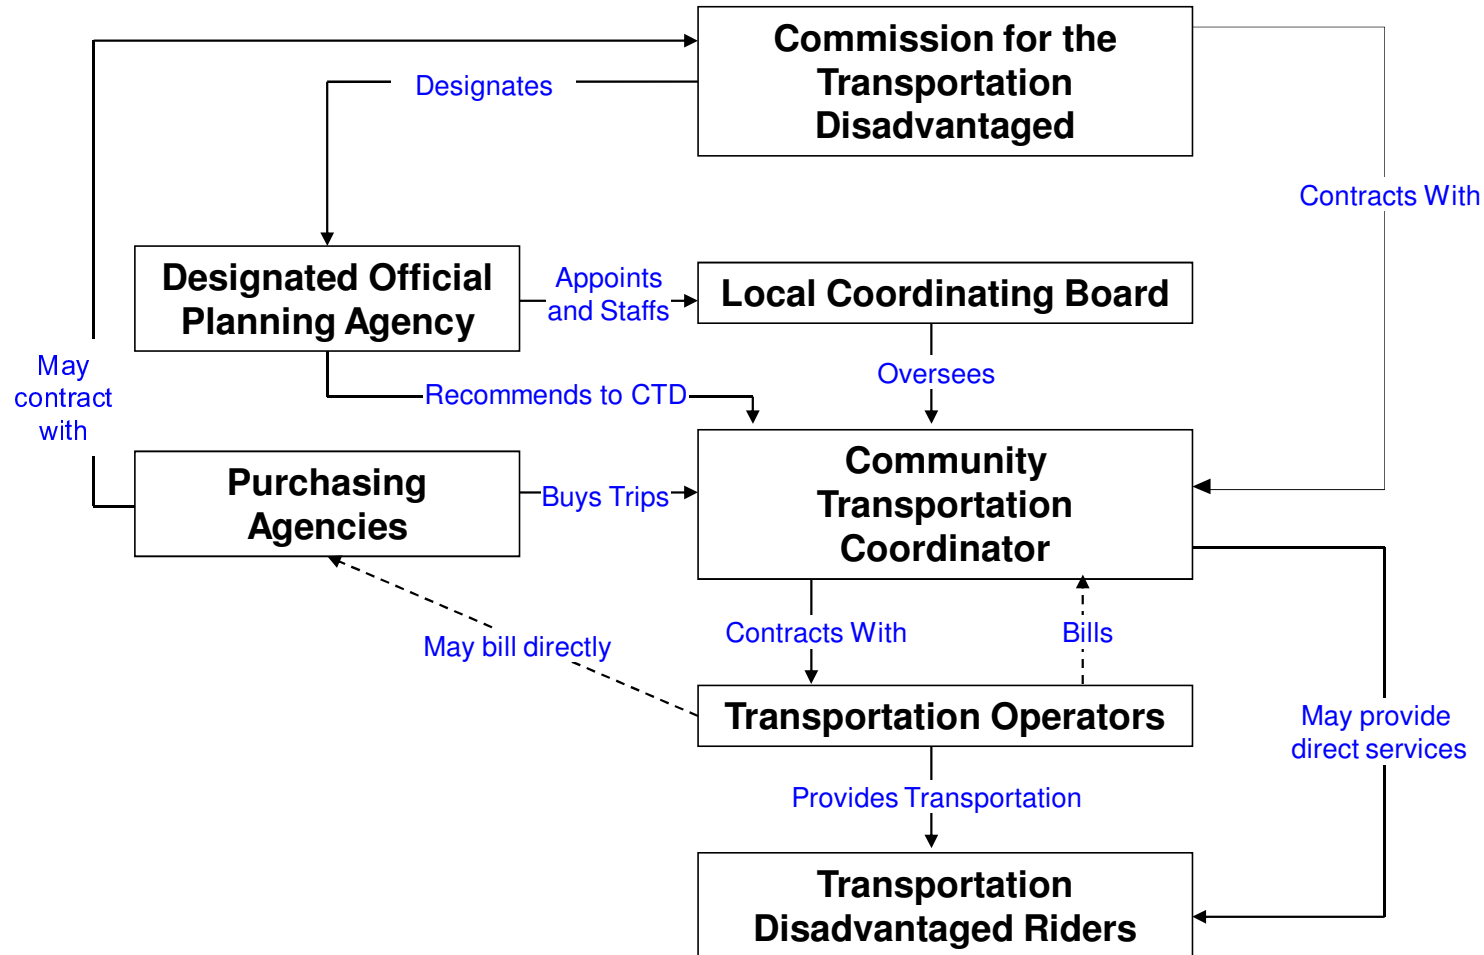 Commission for the
Transportation
Disadvantaged
Designates
Contracts With
Designated Official
Planning Agency
Appoints
and Staffs
Local Coordinating Board
May
contract
with
Recommends to CTD
Oversees
Purchasing
Agencies
Buys Trips
Community
Transportation
Coordinator
May bill directly
Contracts With
Bills
Transportation Operators
May provide
direct services
Provides Transportation
Transportation
Disadvantaged Riders